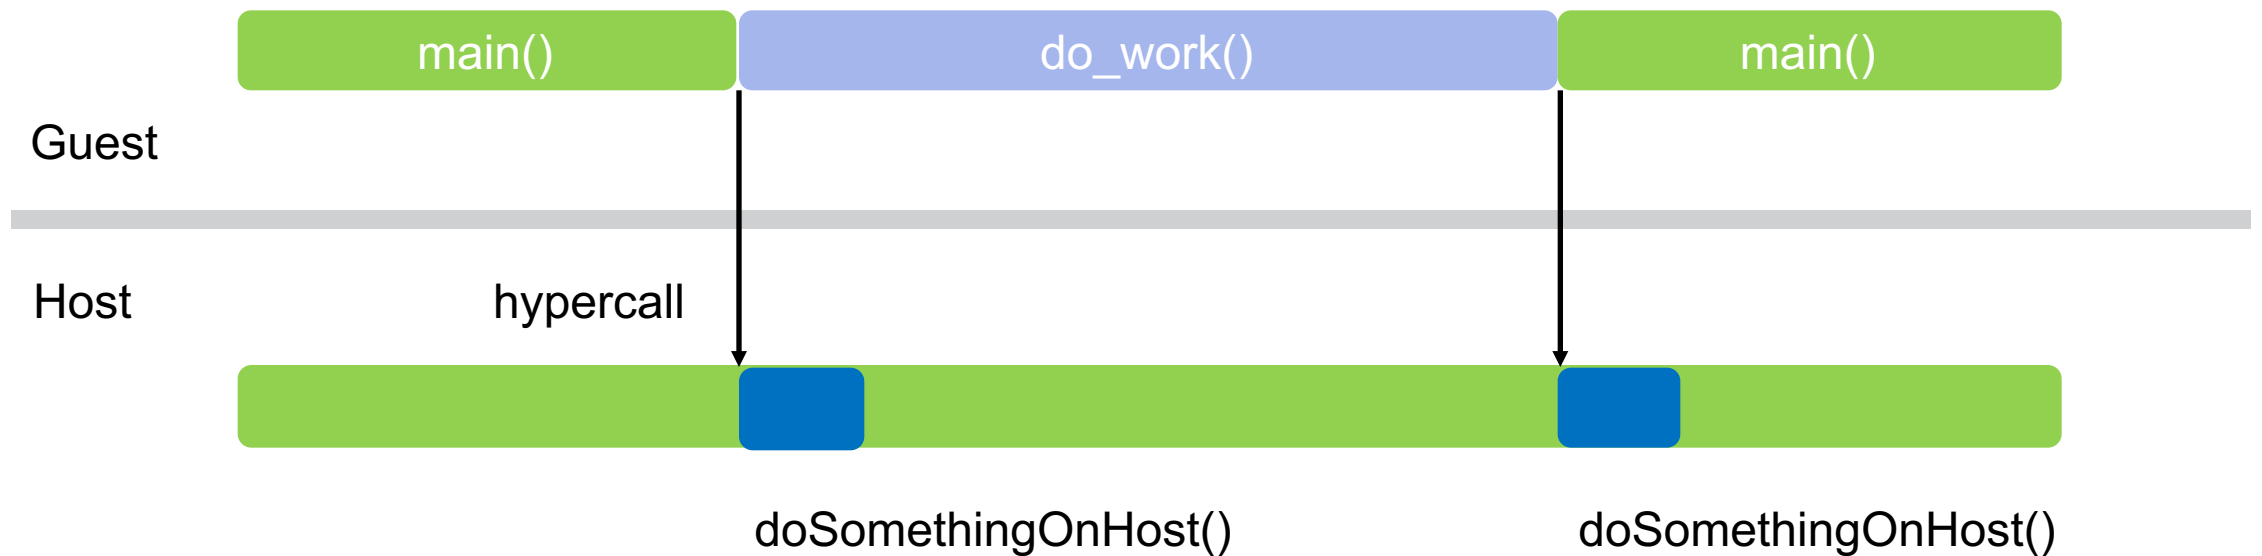 main()
do_work()
main()
Guest
Host
hypercall
doSomethingOnHost()
doSomethingOnHost()